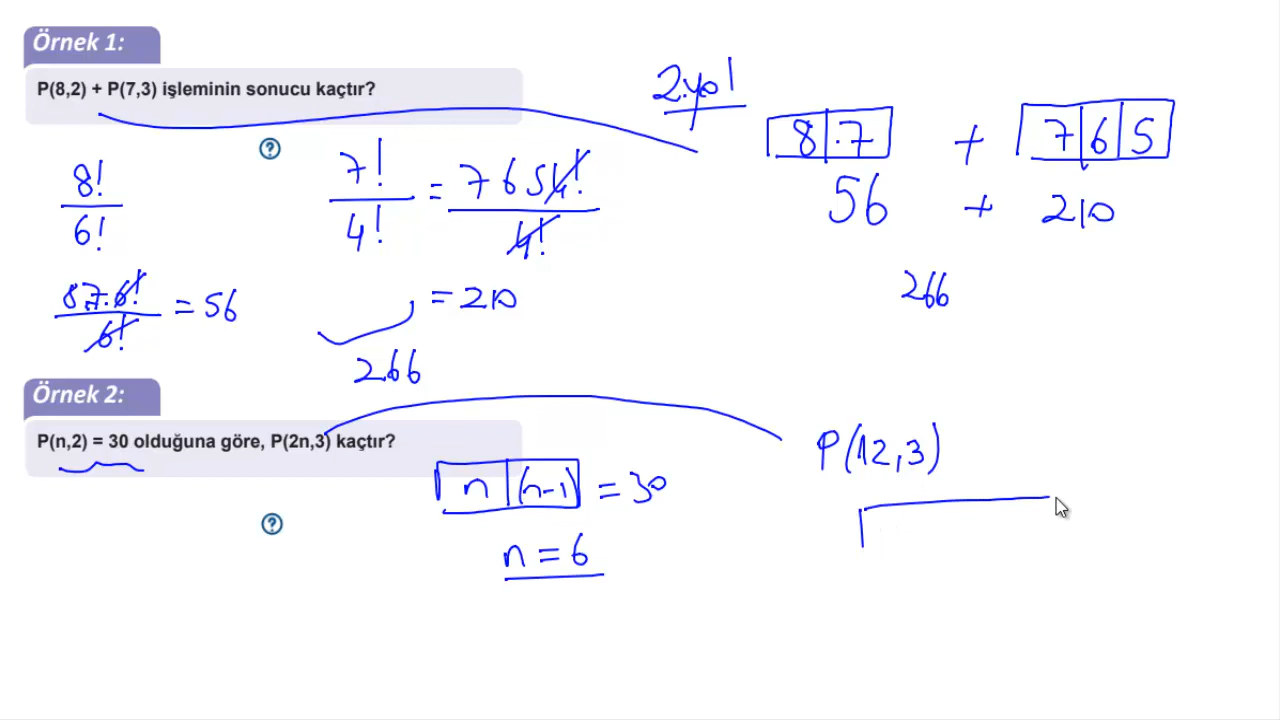 Örnek 1:
P(8,2) + P(7,3) işleminin sonucu kaçtır?
2.yol
8.7 + 7 6 5
56 + 210
266
8!
6!
8.7.6!
6!
= 56
7!
4!
= 7 6 5 4!
4!
= 210
266
Örnek 2:
P(n,2) = 30 olduğuna göre, P(2n,3) kaçtır?
n (n-1) = 30
n = 6
P(12,3)